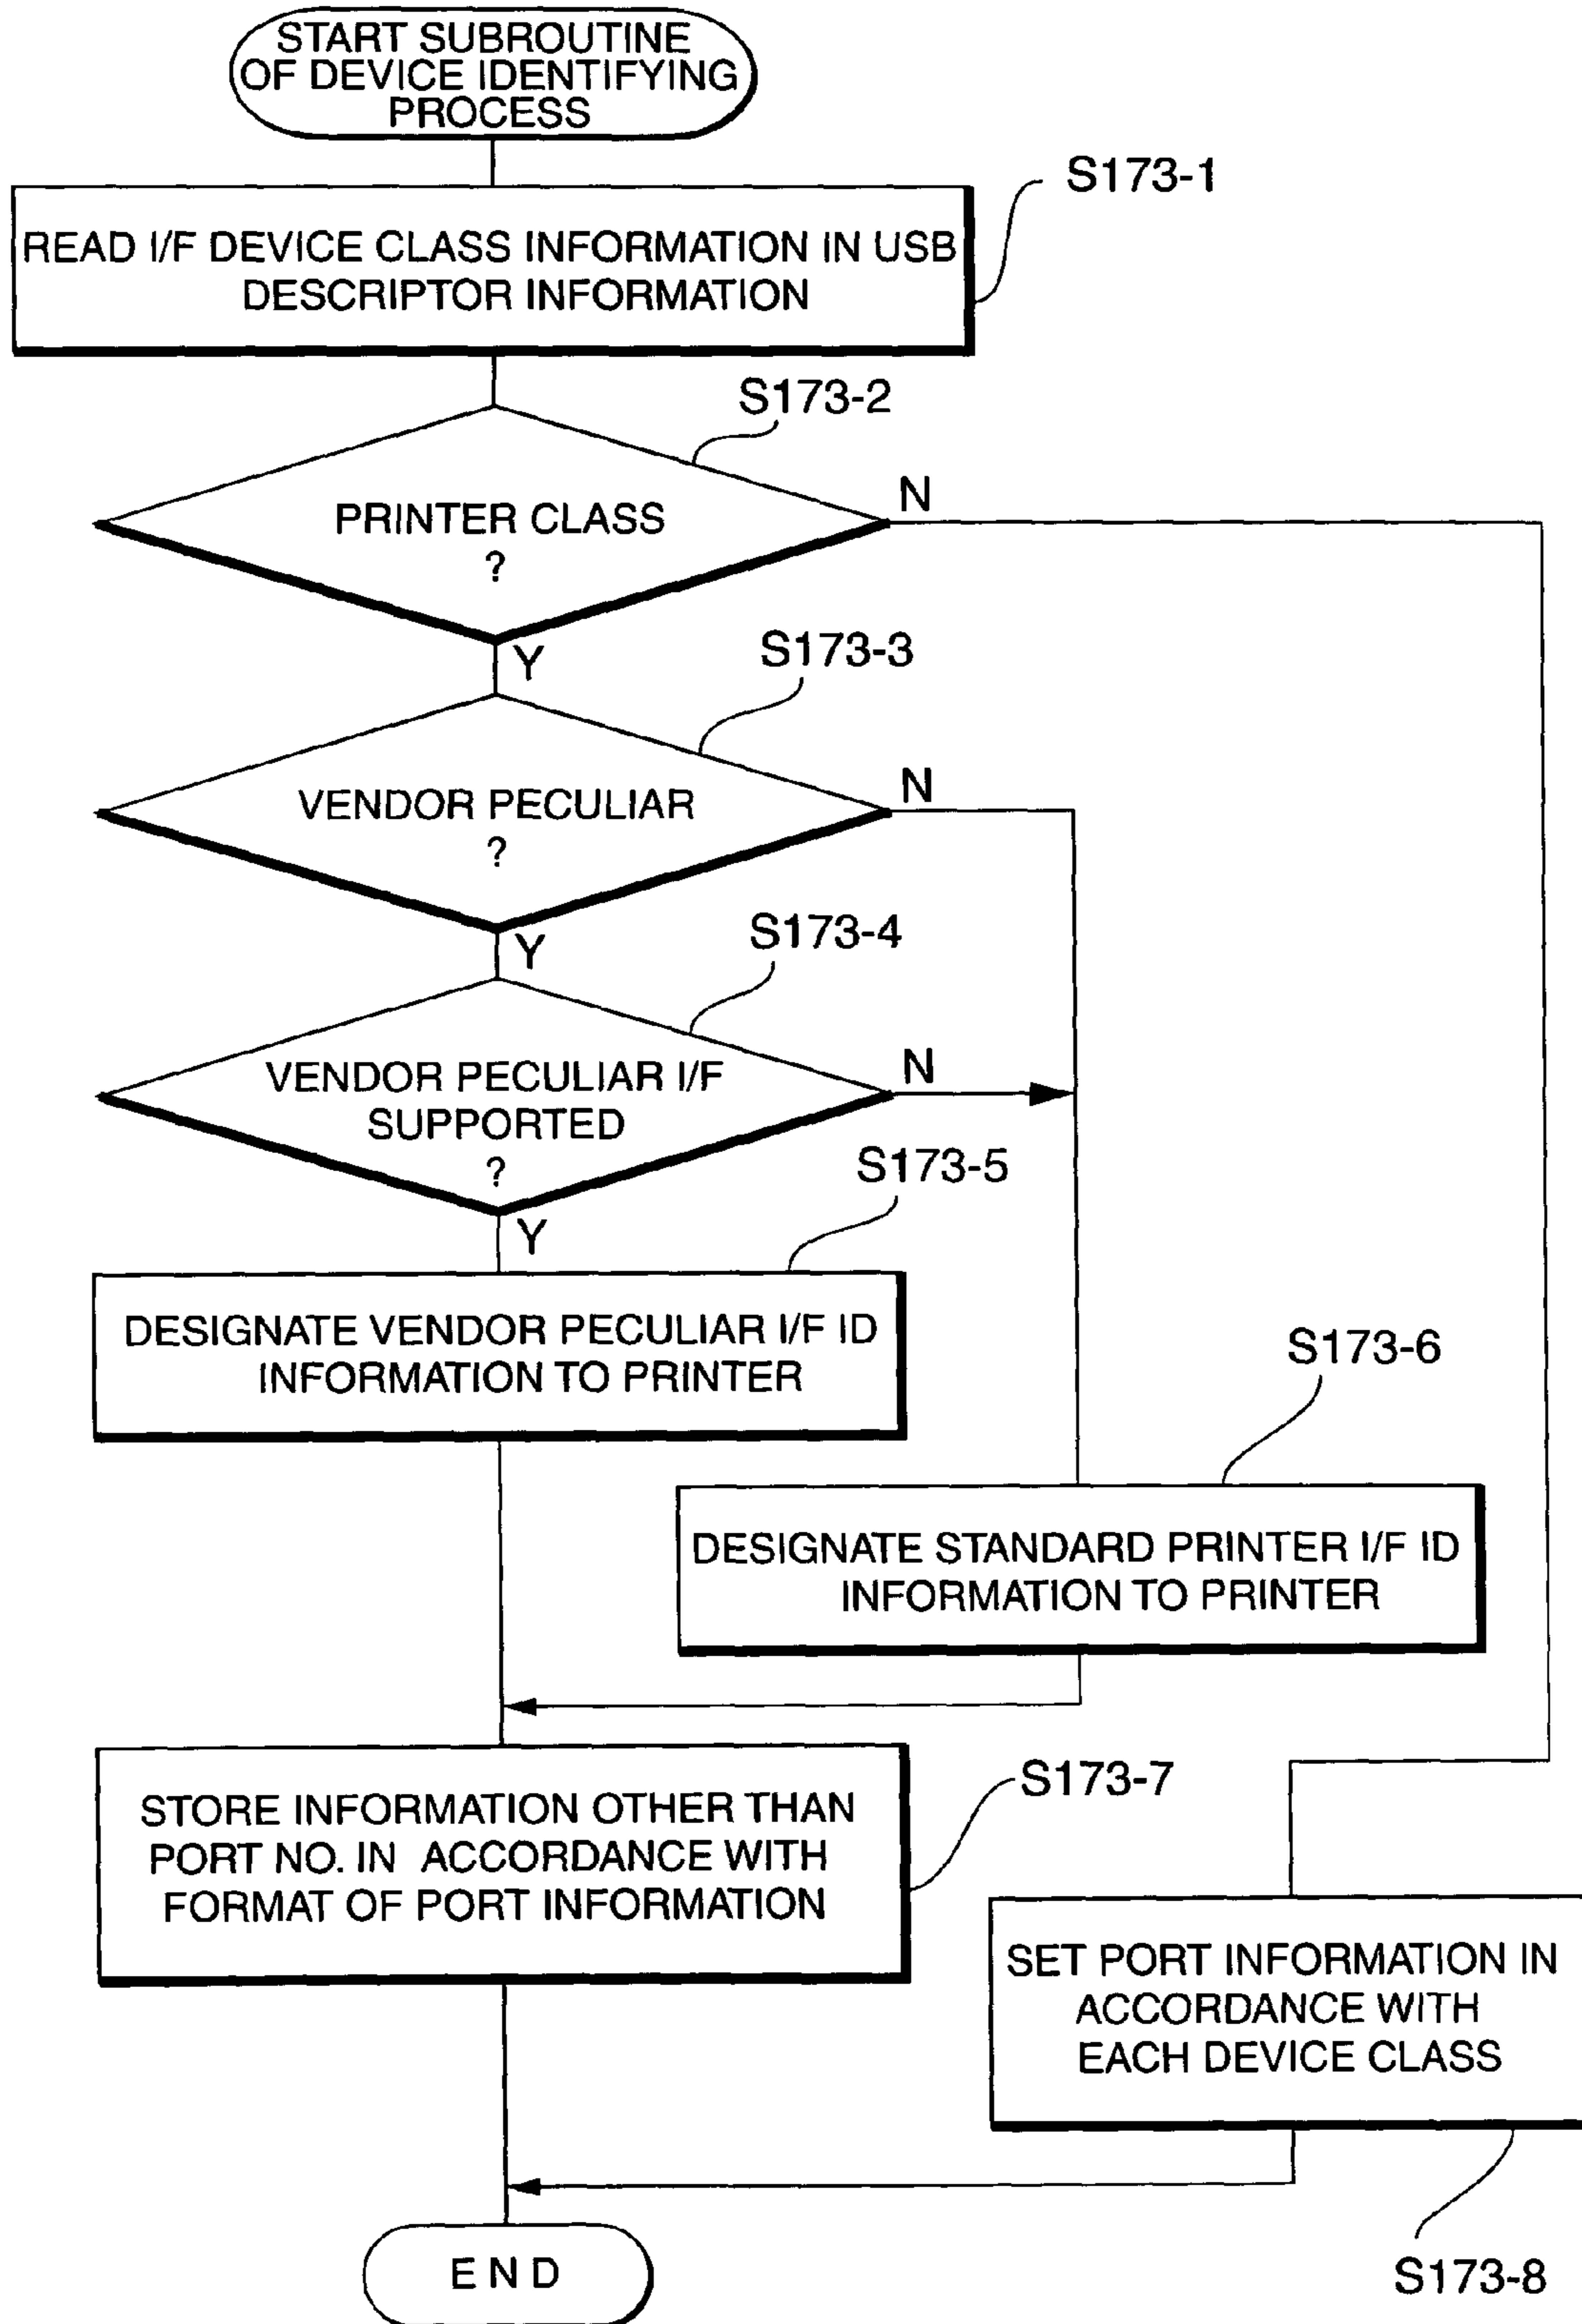 START SUBROUTINE
OF DEVICE IDENTIFYING
PROCESS
S173-1
READ I/F DEVICE CLASS INFORMATION IN USB
DESCRIPTOR INFORMATION
S173-2
N
PRINTER CLASS
?
Y
S173-3
N
VENDOR PECULIAR
?
Y
S173-4
N
VENDOR PECULIAR I/F
SUPPORTED
?
Y
S173-5
DESIGNATE VENDOR PECULIAR I/F ID
INFORMATION TO PRINTER
S173-6
DESIGNATE STANDARD PRINTER I/F ID
INFORMATION TO PRINTER
S173-7
STORE INFORMATION OTHER THAN
PORT NO. IN ACCORDANCE WITH
FORMAT OF PORT INFORMATION
SET PORT INFORMATION IN
ACCORDANCE WITH
EACH DEVICE CLASS
S173-8
END